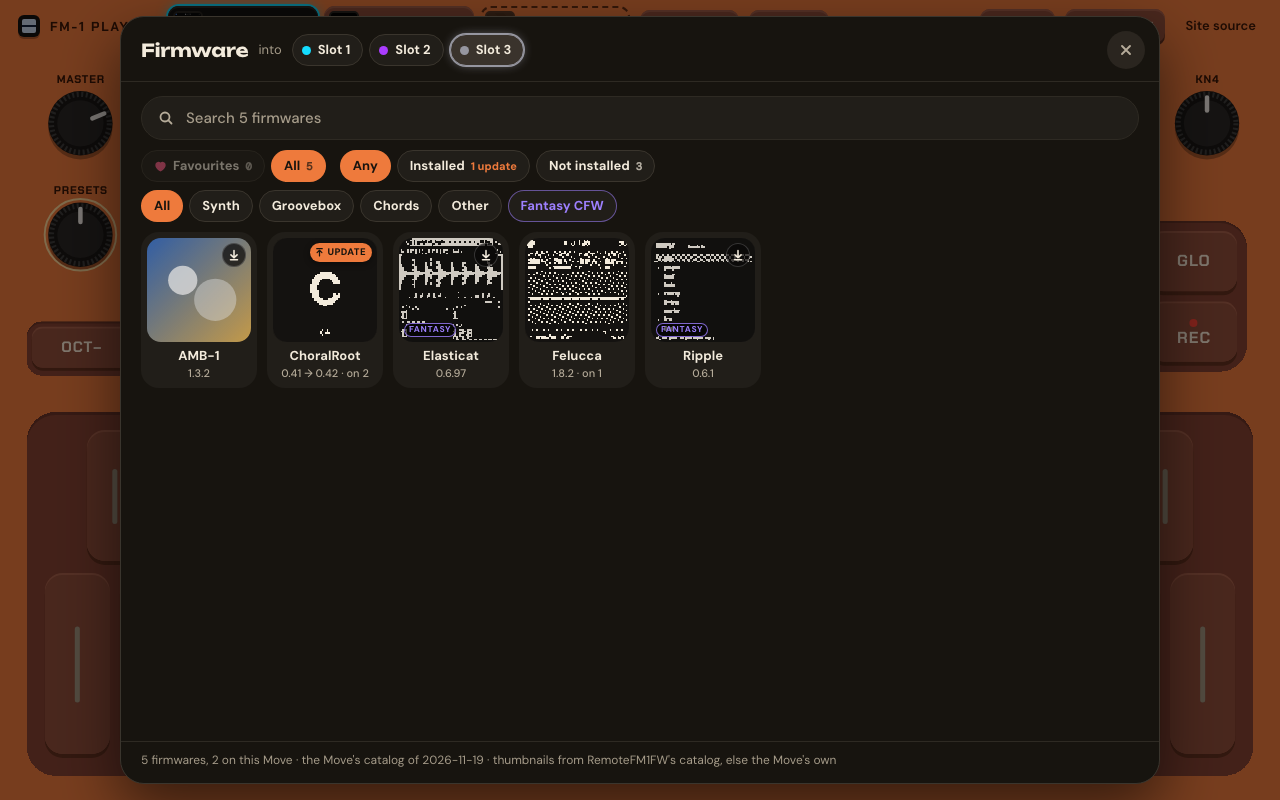 FM-1 PLAY
Site source
Firmware into Slot 1 Slot 2 Slot 3
MASTER
KN4
Search 5 firmwares
Favourites 0 All 5 Any Installed 1 update Not installed 3
PRESETS
All Synth Groovebox Chords Other Fantasy CFW
UPDATE
C
GLO
FANTASY
FANTASY
REC
OCT–
AMB-1 ChoralRoot Elasticat Felucca Ripple
1.3.2 0.41 → 0.42 · on 2 0.6.97 1.8.2 · on 1 0.6.1
5 firmwares, 2 on this Move · the Move's catalog of 2026-11-19 · thumbnails from RemoteFM1FW's catalog, else the Move's own